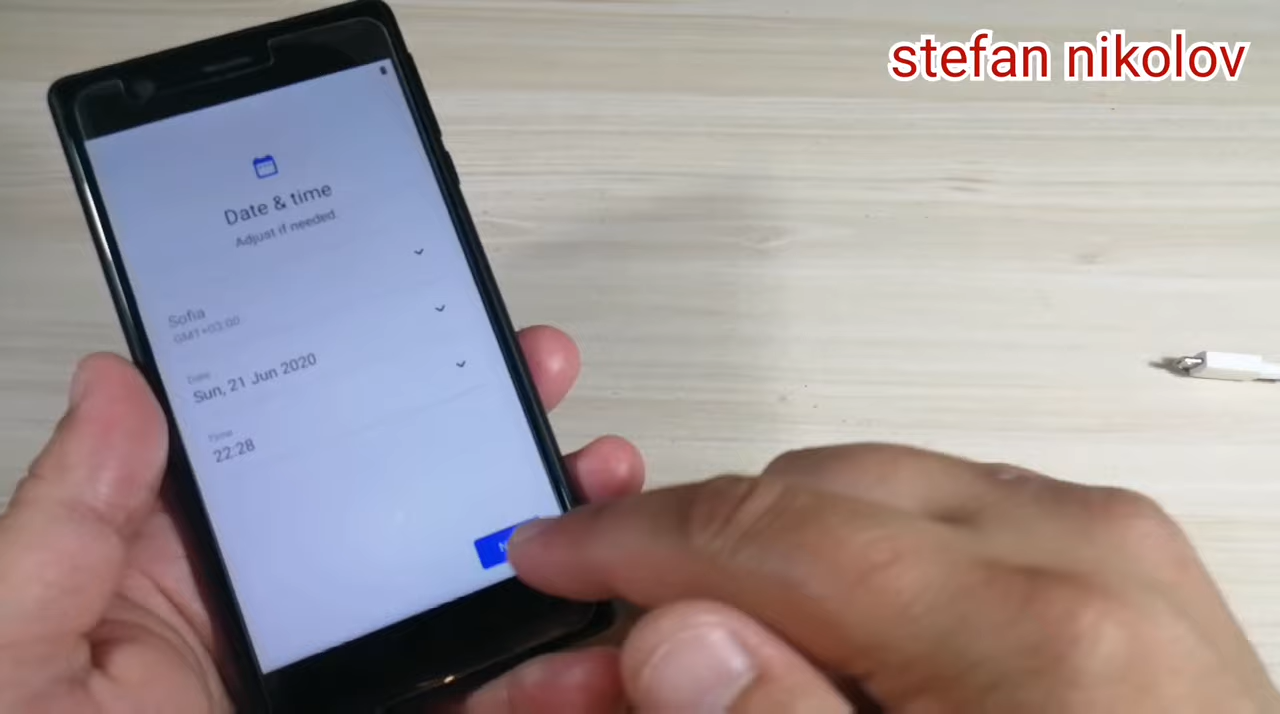 stefan nikolov
Date & time
Adjust if needed
Sofia
GMT+03:00
Date
Sun, 21 Jun 2020
Time
22:28